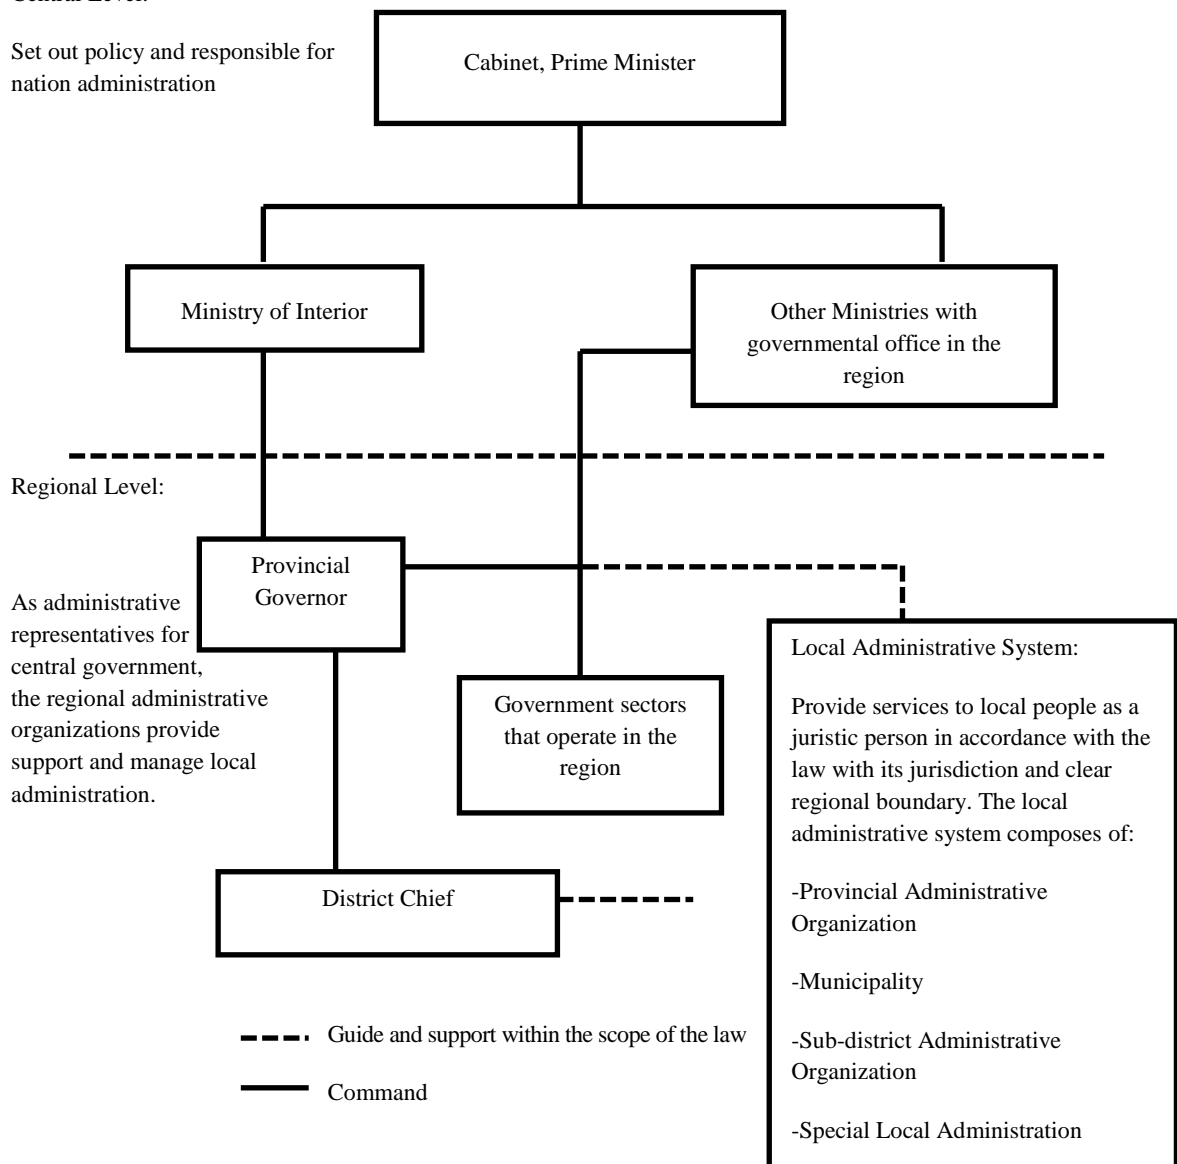 Set out policy and responsible for
nation administration
Cabinet, Prime Minister
Ministry of Interior
Other Ministries with
governmental office in the
region
Regional Level:
Provincial
Governor
As administrative
representatives for
central government,
the regional administrative
organizations provide
support and manage local
administration.
Government sectors
that operate in the
region
Local Administrative System:
Provide services to local people as a
juristic person in accordance with the
law with its jurisdiction and clear
regional boundary. The local
administrative system composes of:
-Provincial Administrative
Organization
-Municipality
-Sub-district Administrative
Organization
-Special Local Administration
District Chief
Guide and support within the scope of the law
Command